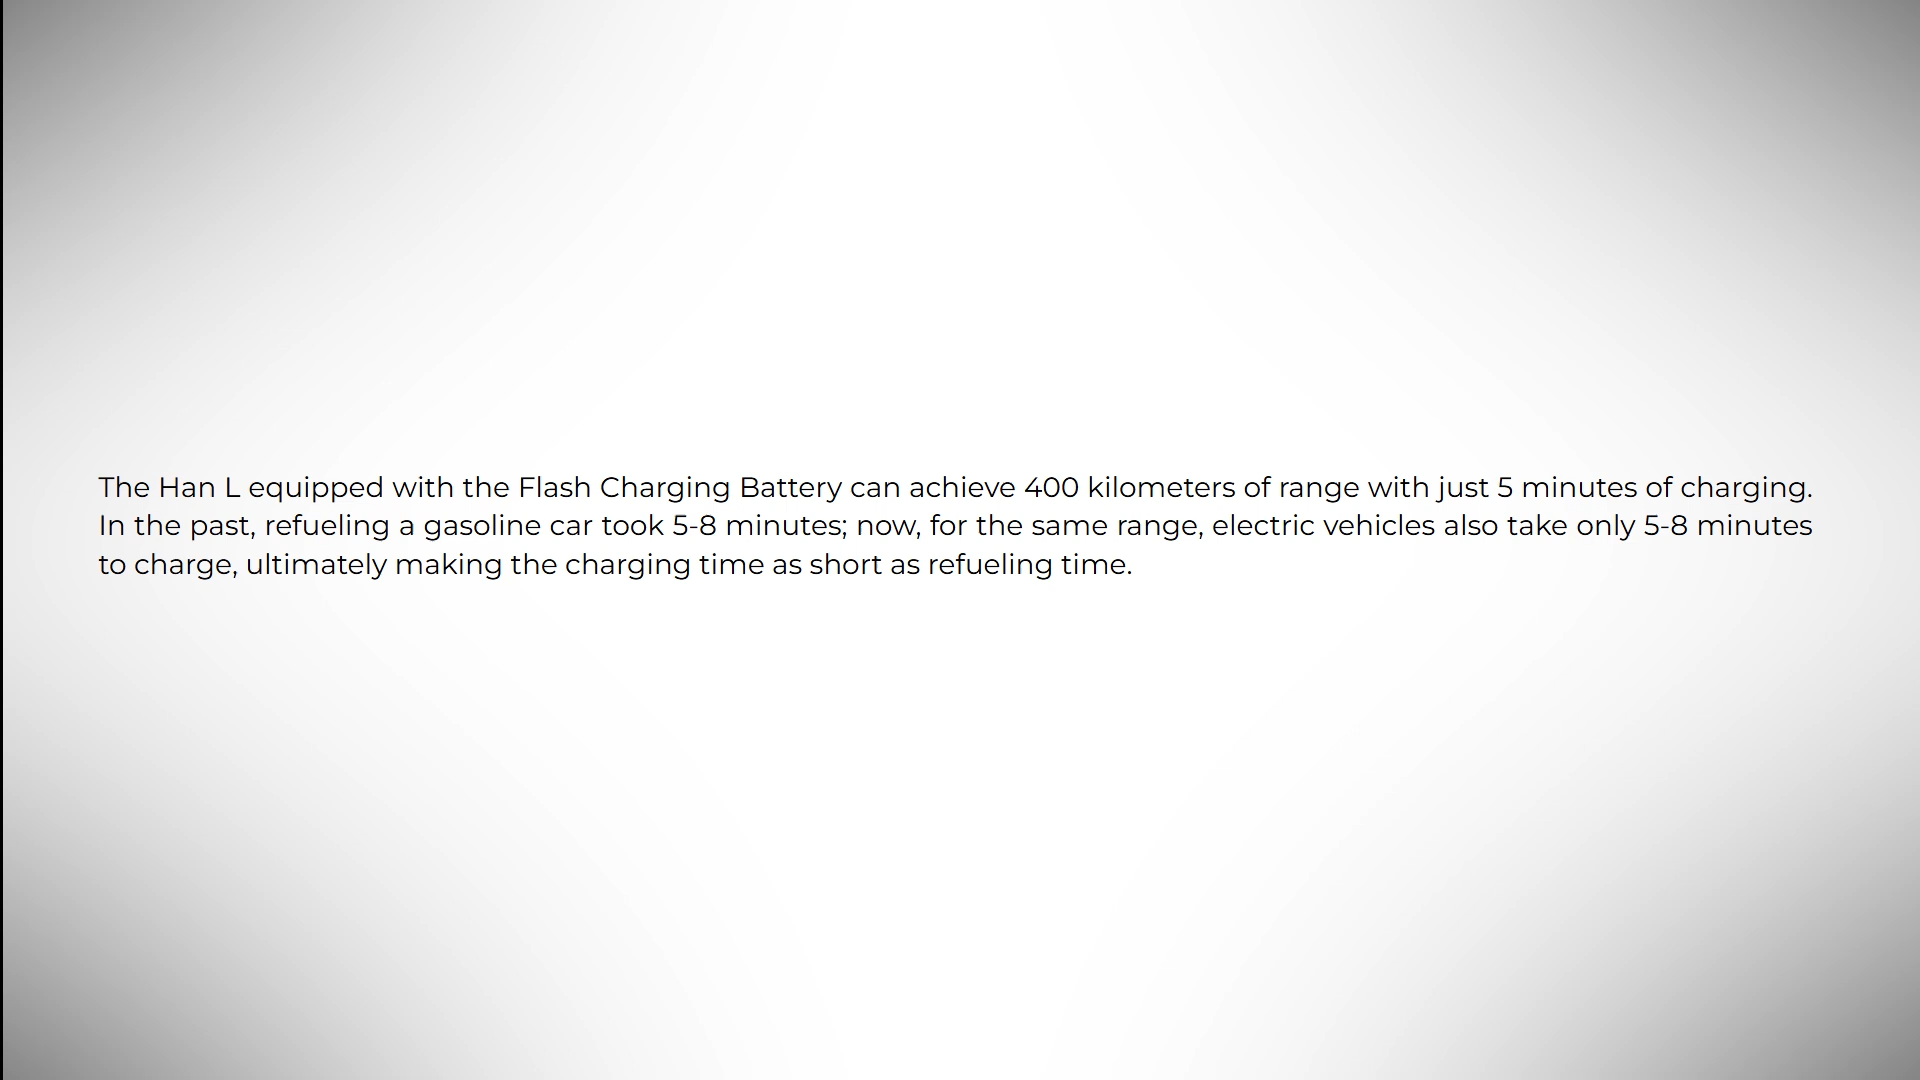 The Han L equipped with the Flash Charging Battery can achieve 400 kilometers of range with just 5 minutes of charging.
In the past, refueling a gasoline car took 5-8 minutes; now, for the same range, electric vehicles also take only 5-8 minutes
to charge, ultimately making the charging time as short as refueling time.